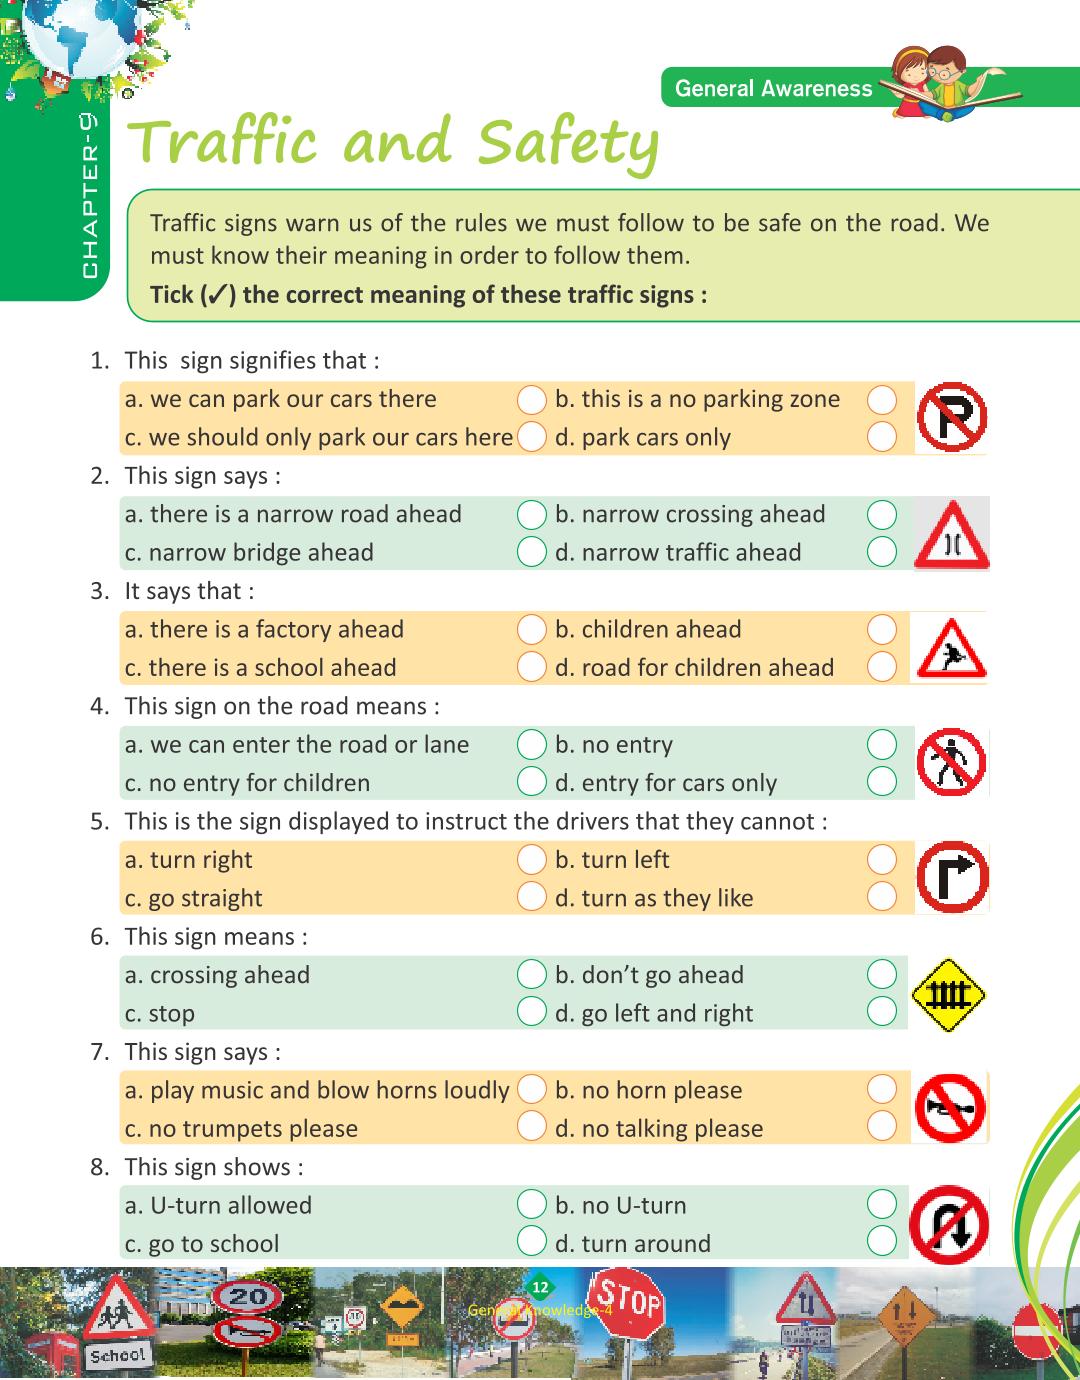 General Awareness
CHAPTER-9
Traffic and Safety
Traffic signs warn us of the rules we must follow to be safe on the road. We
must know their meaning in order to follow them.
Tick (✓) the correct meaning of these traffic signs :
1. This sign signifies that :
a. we can park our cars there b. this is a no parking zone
c. we should only park our cars here d. park cars only
P
2. This sign says :
a. there is a narrow road ahead b. narrow crossing ahead
c. narrow bridge ahead d. narrow traffic ahead
3. It says that :
a. there is a factory ahead b. children ahead
c. there is a school ahead d. road for children ahead
4. This sign on the road means :
a. we can enter the road or lane b. no entry
c. no entry for children d. entry for cars only
5. This is the sign displayed to instruct the drivers that they cannot :
a. turn right b. turn left
c. go straight d. turn as they like
6. This sign means :
a. crossing ahead b. don’t go ahead
c. stop d. go left and right
7. This sign says :
a. play music and blow horns loudly b. no horn please
c. no trumpets please d. no talking please
8. This sign shows :
a. U-turn allowed b. no U-turn
c. go to school d. turn around
12
General Knowledge-4
School
20
STOP